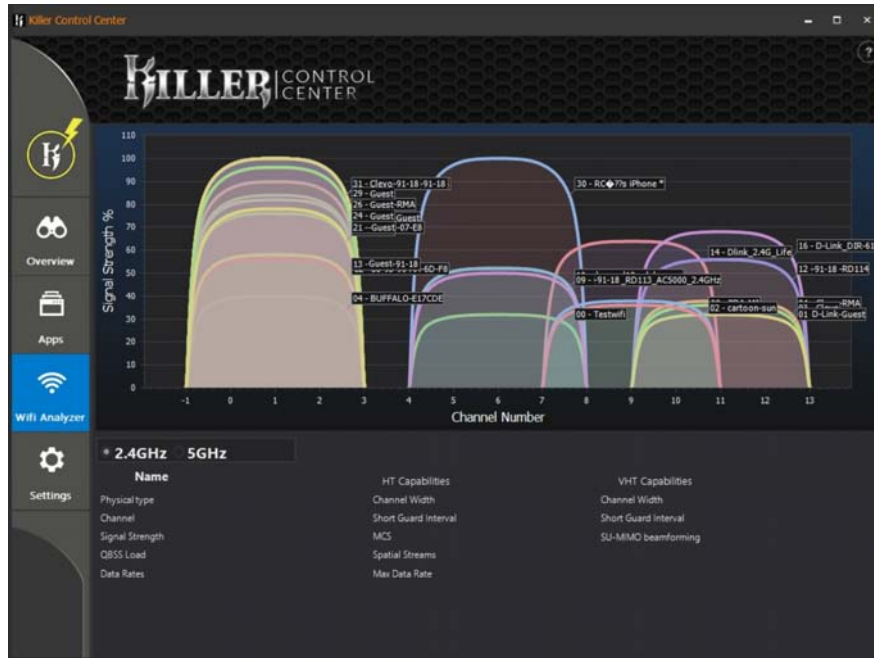 Killer Control Center
KILLER CONTROL CENTER
?
Overview
Apps
Wifi Analyzer
Settings
Signal Strength %
110
100
90
80
70
60
50
40
30
20
10
0
31 - Clevo-91-18 -91-18
29 - Guest
26 - Guest-RMA
24 - Guest
Guest
21 --Guest -07-E8
13 -Guest-91-18
6D-F8
04 - BUFFALO-E17CDE
30 - RC�??s iPhone *
09 - -91-18_RD113_AC5000_2.4GHz
00 - Testwifi
14 - Dlink_2.4G_Life
16 - D-Link_DIR-61
12 -91-18 -RD114
02 - cartoon-sun
RMA
01 D-Link-Guest
-1 0 1 2 3 4 5 6 7 8 9 10 11 12 13
Channel Number
2.4GHz 5GHz
Name
Physical type
Channel
Signal Strength
QBSS Load
Data Rates
HT Capabilities
Channel Width
Short Guard Interval
MCS
Spatial Streams
Max Data Rate
VHT Capabilities
Channel Width
Short Guard Interval
SU-MIMO beamforming